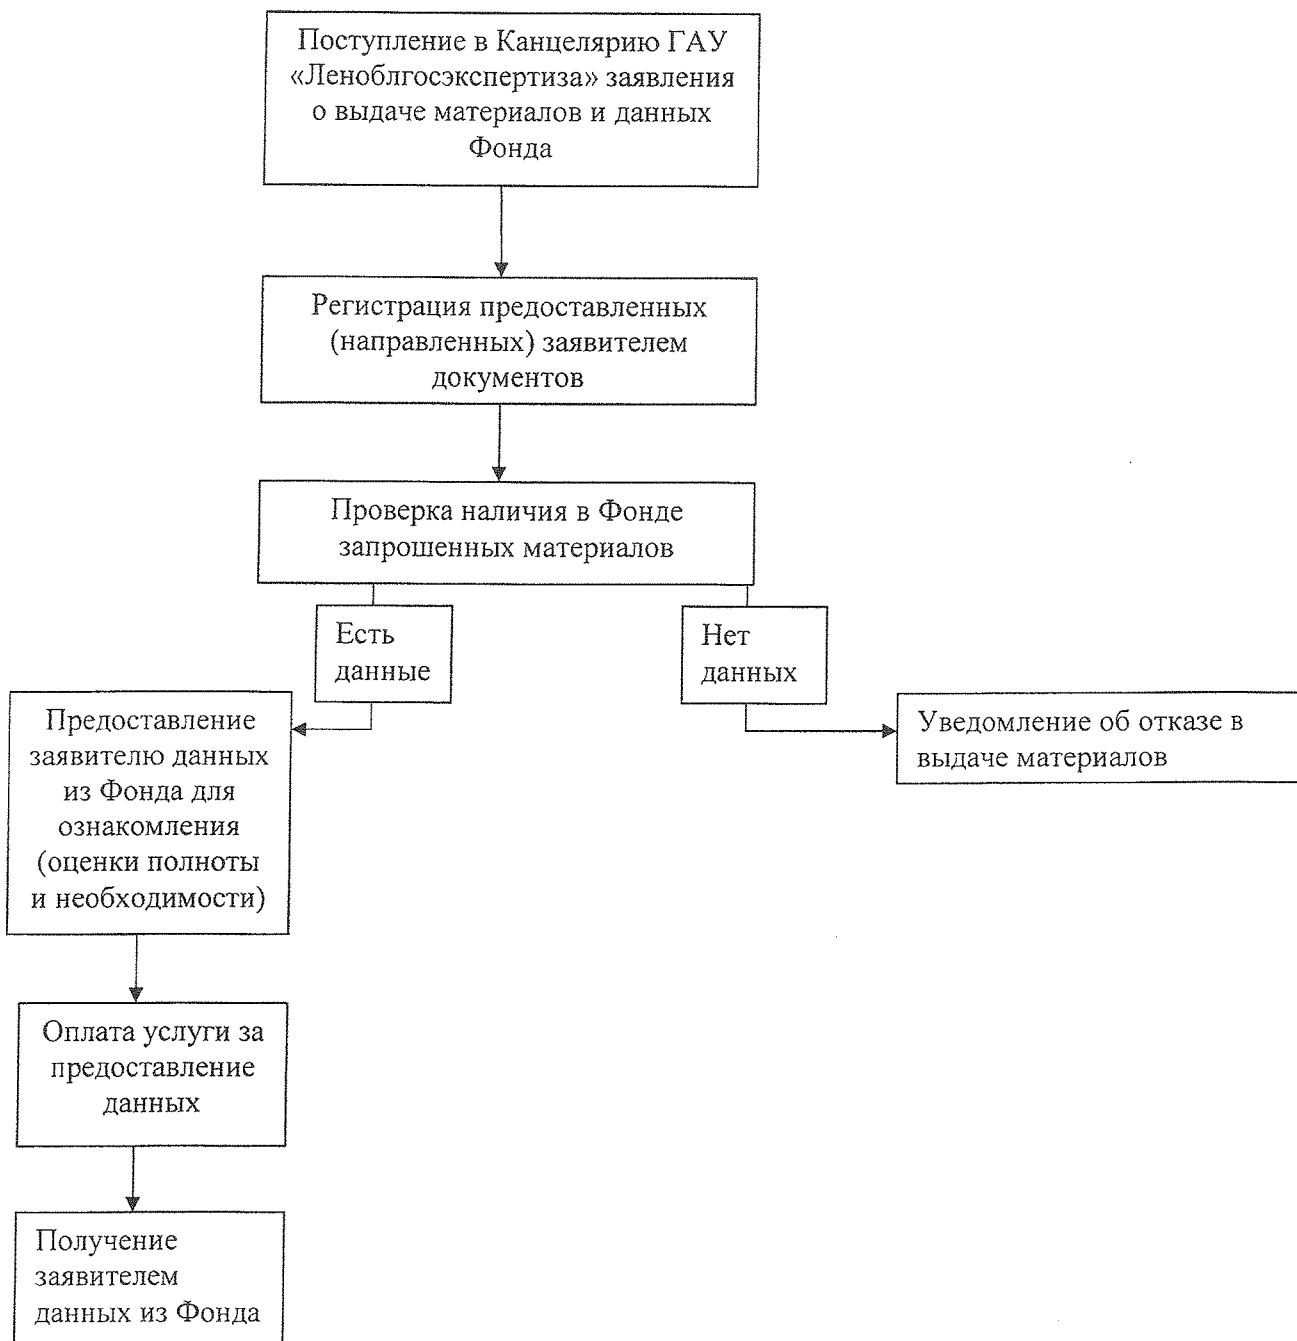 Поступление в Канцелярию ГАУ
«Леноблгосэкспертиза» заявления
о выдаче материалов и данных
Фонда
Регистрация предоставленных
(направленных) заявителем
документов
Проверка наличия в Фонде
запрошенных материалов
Есть
данные
Нет
данных
Предоставление
заявителю данных
из Фонда для
ознакомления
(оценки полноты
и необходимости)
Уведомление об отказе в
выдаче материалов
Оплата услуги за
предоставление
данных
Получение
заявителем
данных из Фонда